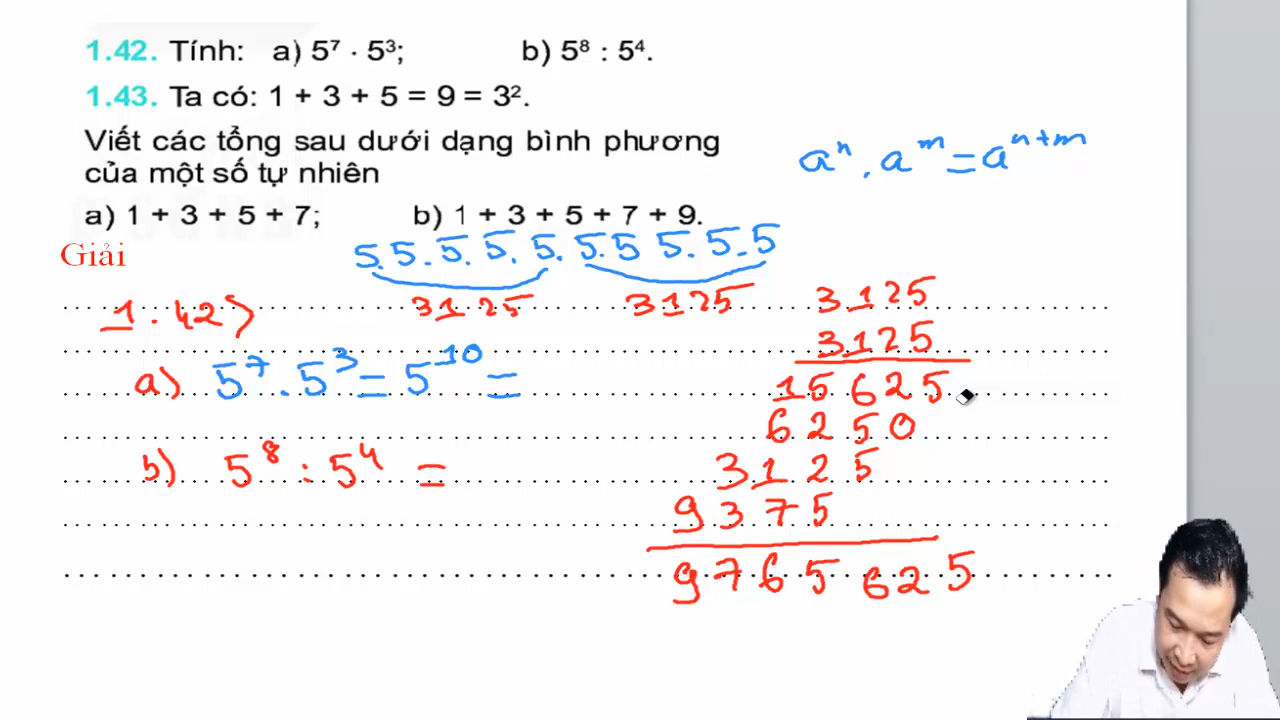 1.42. Tính: a) 5⁷ · 5³; b) 5⁸ : 5⁴.
1.43. Ta có: 1 + 3 + 5 = 9 = 3².
Viết các tổng sau dưới dạng bình phương
của một số tự nhiên
aⁿ . aᵐ = aⁿ⁺ᵐ
a) 1 + 3 + 5 + 7; b) 1 + 3 + 5 + 7 + 9.
Giải
5.5.5.5.5.5.5 5.5.5
3125 3125
1.42)
a) 5⁷ . 5³ = 5¹⁰ =
b) 5⁸ : 5⁴ =
3125
3125
15625
6250
3125
9375
9765625